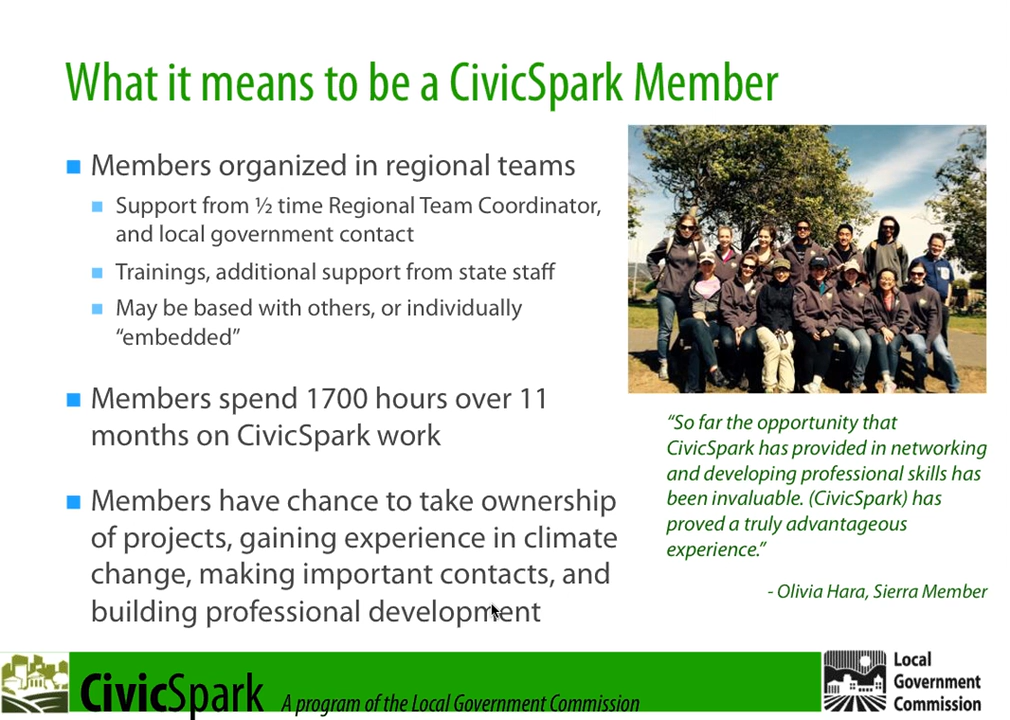 What it means to be a CivicSpark Member
Members organized in regional teams
Support from ½ time Regional Team Coordinator,
and local government contact
Trainings, additional support from state staff
May be based with others, or individually
“embedded”
Members spend 1700 hours over 11
months on CivicSpark work
Members have chance to take ownership
of projects, gaining experience in climate
change, making important contacts, and
building professional development
“So far the opportunity that
CivicSpark has provided in networking
and developing professional skills has
been invaluable. (CivicSpark) has
proved a truly advantageous
experience.”
- Olivia Hara, Sierra Member
CivicSpark A program of the Local Government Commission
Local
Government
Commission